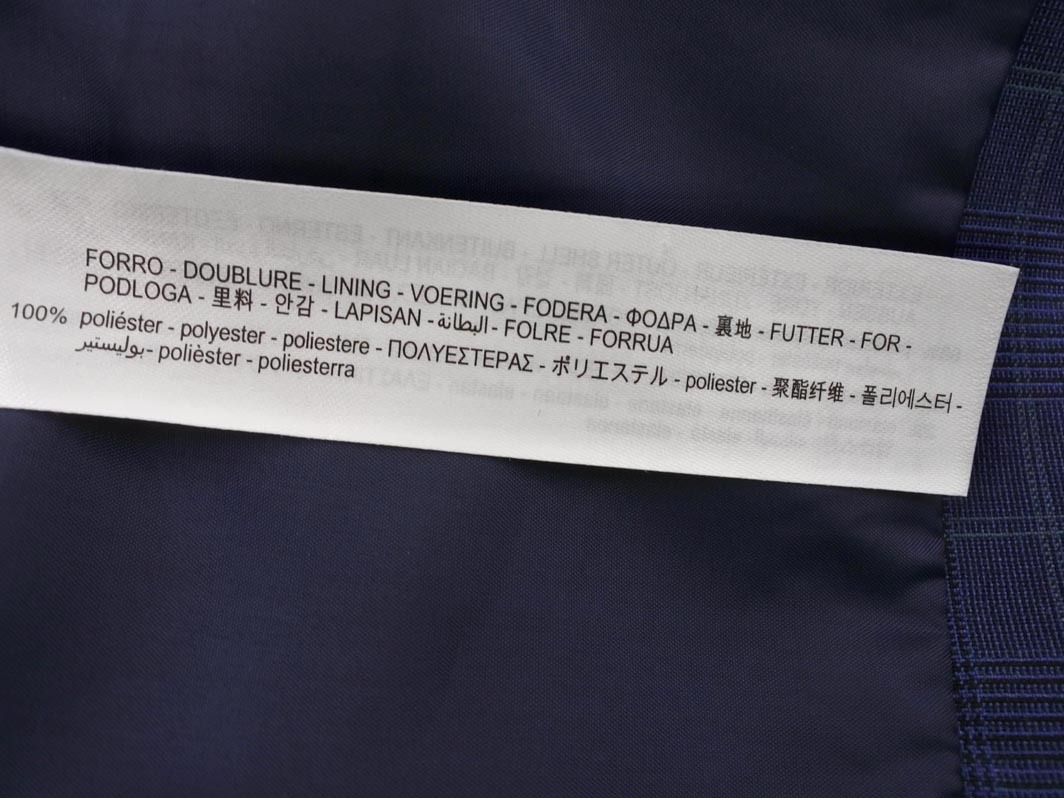 FORRO - DOUBLURE - LINING - VOERING - FODERA - ΦΟΔΡΑ - 裏地 - FUTTER - FOR -
PODLOGA - 里料 - 안감 - LAPISAN - البطانة - FOLRE - FORRUA
100% poliéster - polyester - poliestere - ΠΟΛΥΕΣΤΕΡΑΣ - ポリエステル - poliester - 聚酯纤维 - 폴리에스터 -
بوليستير - polièster - poliesterra